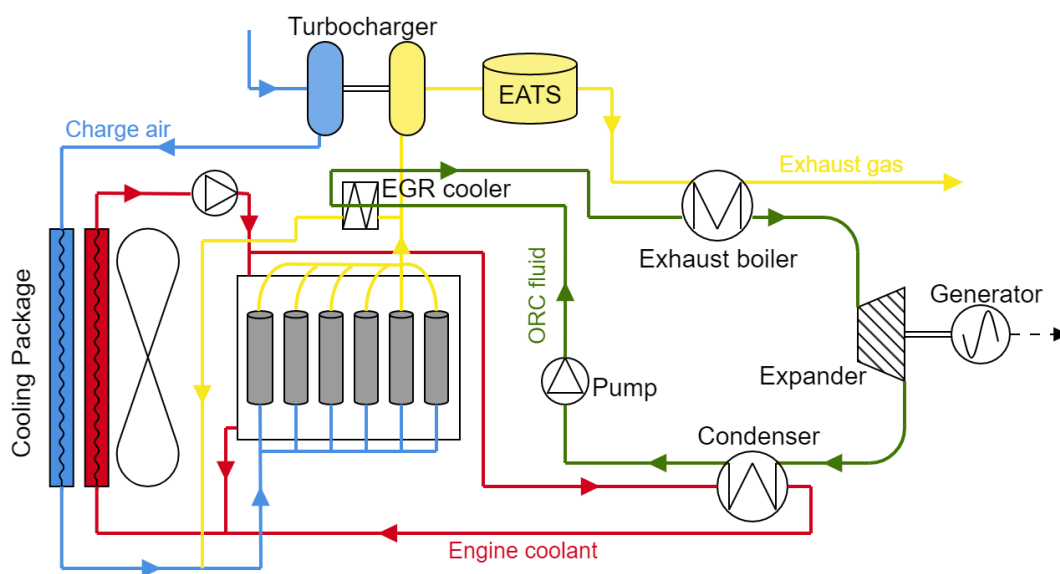 Turbocharger
EATS
Charge air
EGR cooler
Exhaust gas
Exhaust boiler
ORC fluid
Generator
Cooling Package
Expander
Pump
Condenser
Engine coolant